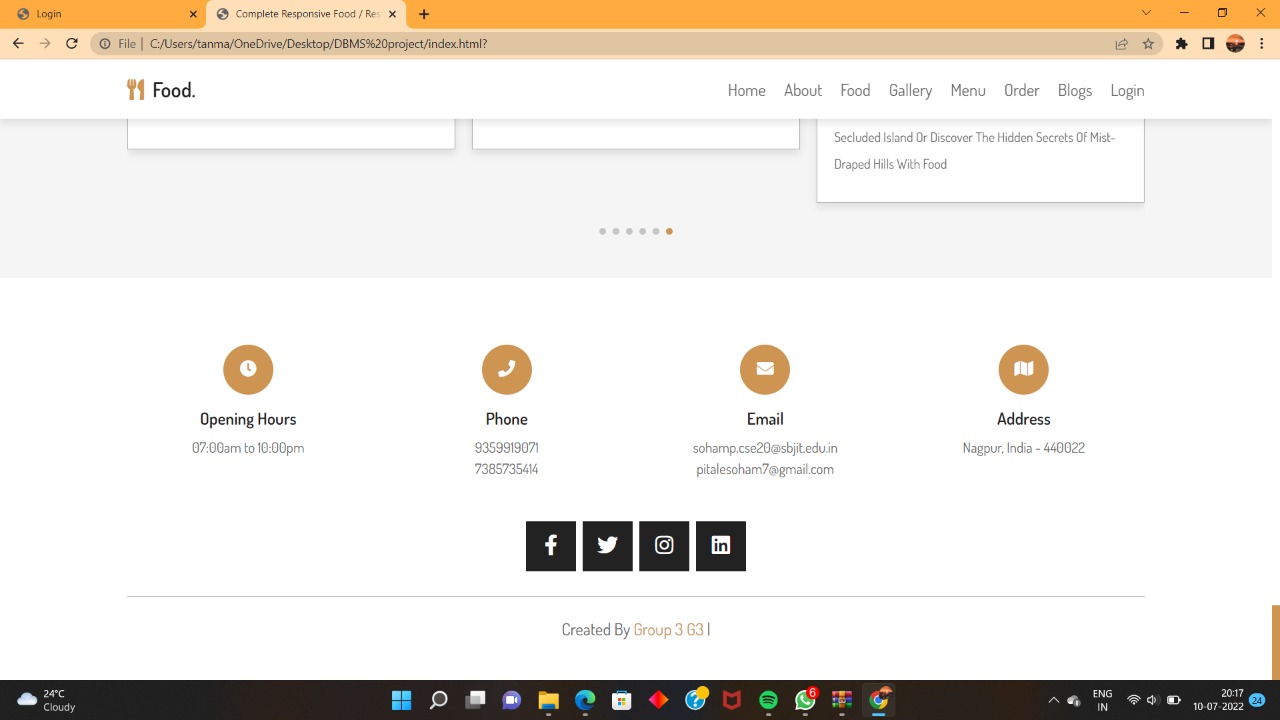 Login
Complete Responsive Food / Res
File
C:/Users/tanma/OneDrive/Desktop/DBMS%20project/index.html?
Food.
Home About Food Gallery Menu Order Blogs Login
Secluded Island Or Discover The Hidden Secrets Of Mist-
Draped Hills With Food
Opening Hours Phone Email Address
07:00am to 10:00pm 9359919071 sohamp.cse20@sbjit.edu.in Nagpur, India - 440022
7385735414 pitalesoham7@gmail.com
Created By Group 3 G3 |
24°C
Cloudy
6
ENG
IN
20:17
10-07-2022
24